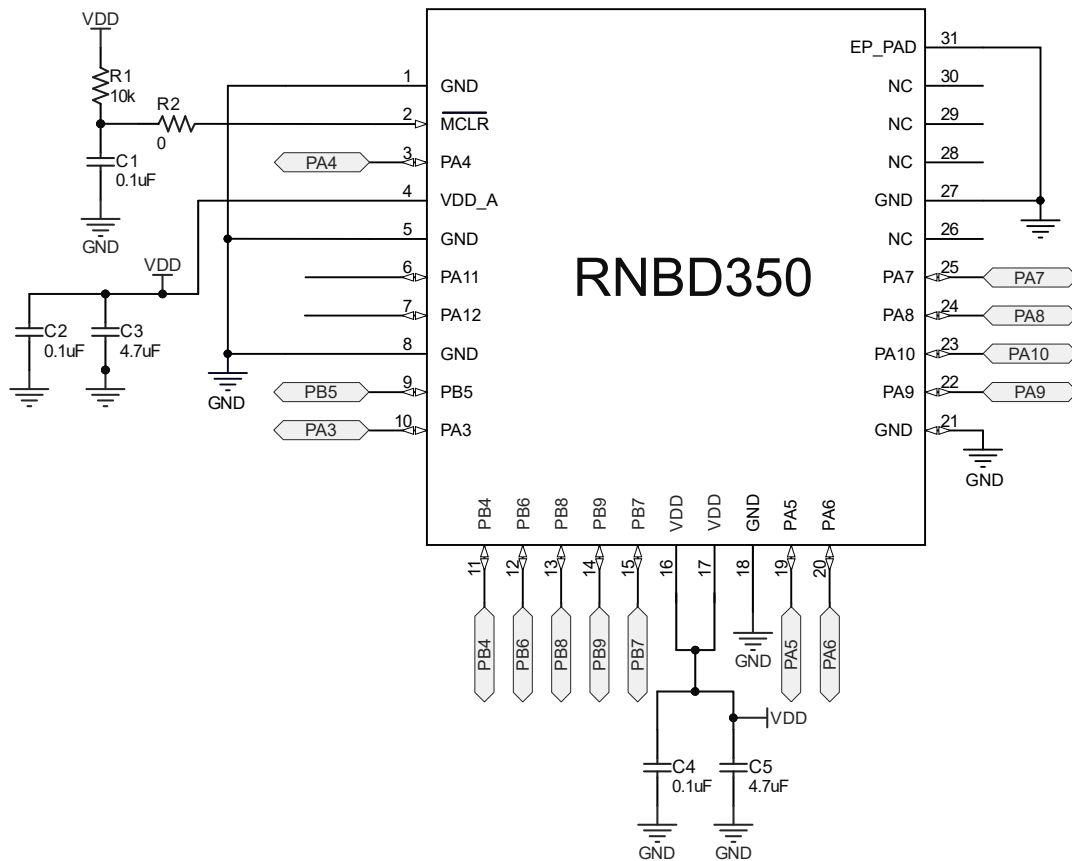 VDD
R1
10k
R2
0
C1
0.1uF
GND
VDD
C2
0.1uF
C3
4.7uF
GND
PA4
PB5
PA3
1
2
3
4
5
6
7
8
9
10
GND
MCLR
PA4
VDD_A
GND
PA11
PA12
GND
PB5
PA3
RNBD350
EP_PAD
NC
NC
NC
GND
NC
PA7
PA8
PA10
PA9
GND
31
30
29
28
27
26
25
24
23
22
21
PA7
PA8
PA10
PA9
GND
PB4
PB6
PB8
PB9
PB7
VDD
VDD
GND
PA5
PA6
11
12
13
14
15
16
17
18
19
20
PB4
PB6
PB8
PB9
PB7
GND
PA5
PA6
VDD
C4
0.1uF
C5
4.7uF
GND
GND